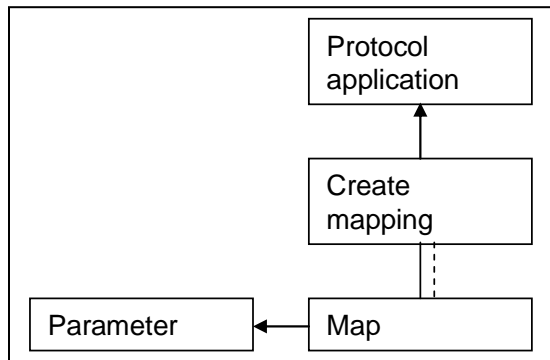 Protocol
application
Create
mapping
Parameter
Map